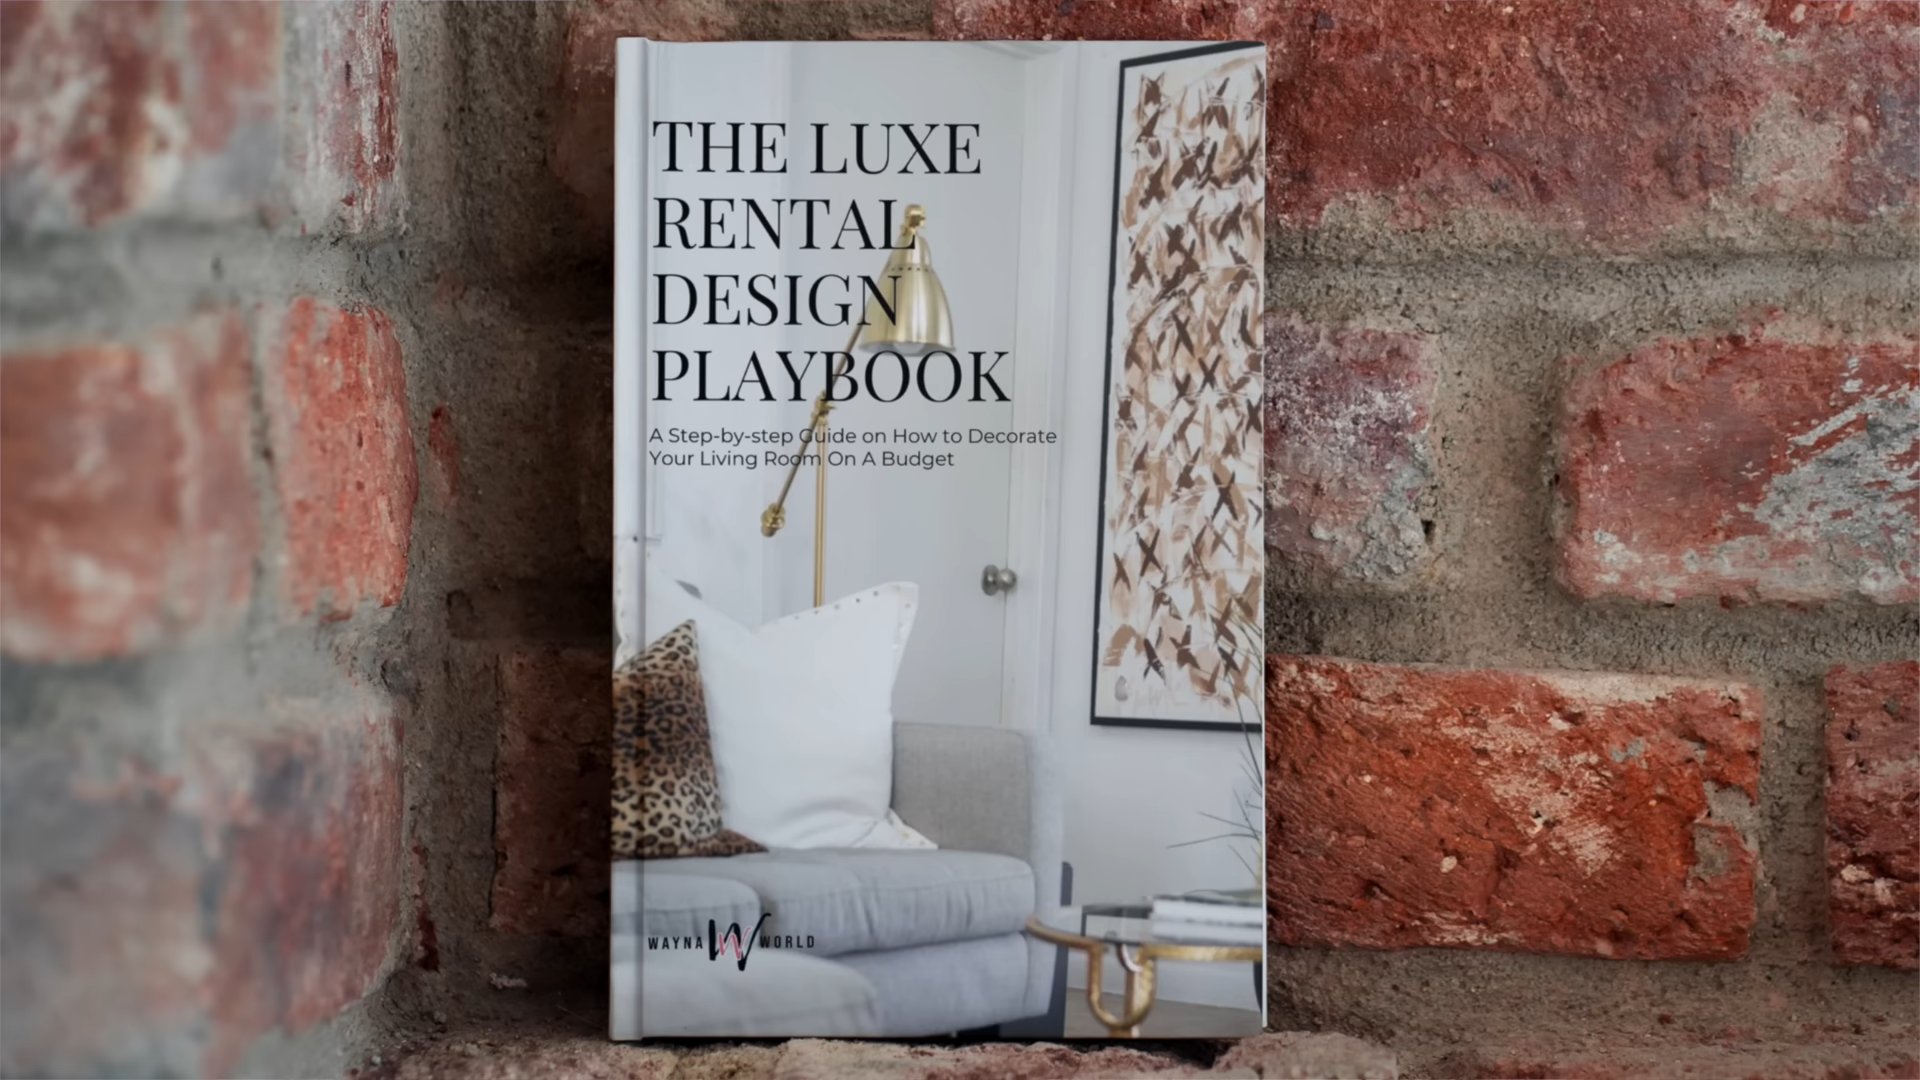 THE LUXE
RENTAL
DESIGN
PLAYBOOK
A Step-by-step Guide on How to Decorate
Your Living Room On A Budget
WAYNA W WORLD